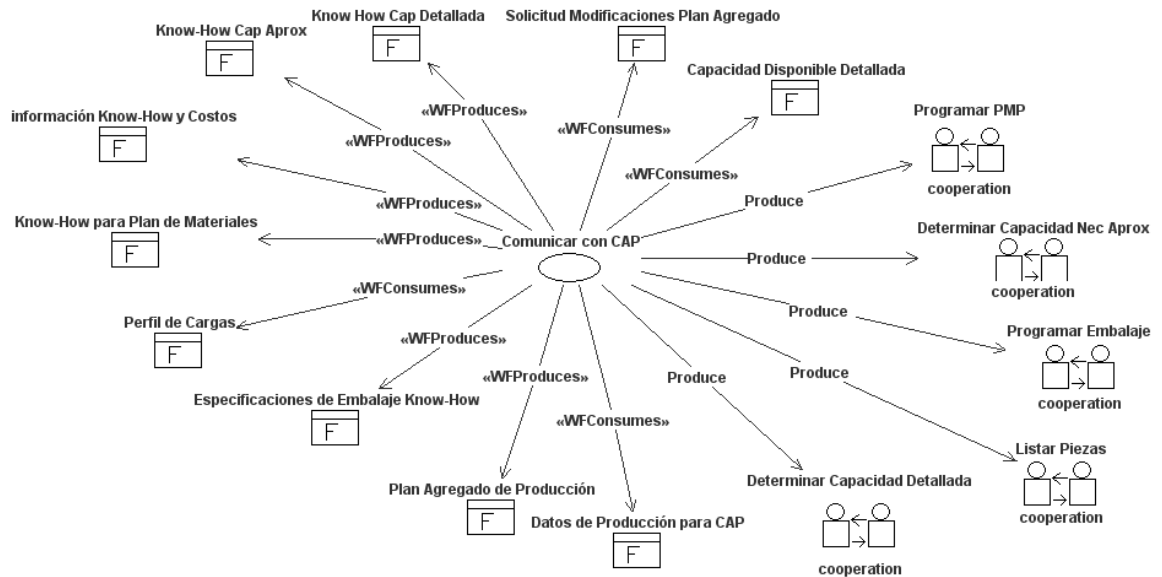 Know How Cap Detallada
Solicitud Modificaciones Plan Agregado
Know-How Cap Aprox
F
F
F
Capacidad Disponible Detallada
F
«WFProduces»
información Know-How y Costos
«WFConsumes»
Programar PMP
F
«WFProduces»
«WFConsumes»
cooperation
«WFProduces»
Produce
Know-How para Plan de Materiales
Determinar Capacidad Nec Aprox
F
«WFProduces»
Comunicar con CAP
Produce
«WFConsumes»
cooperation
Perfil de Cargas
Produce
Programar Embalaje
F
«WFProduces»
«WFProduces»
Produce
Produce
Especificaciones de Embalaje Know-How
cooperation
F
«WFConsumes»
Listar Piezas
Plan Agregado de Producción
Determinar Capacidad Detallada
F
Datos de Producción para CAP
cooperation
F
cooperation